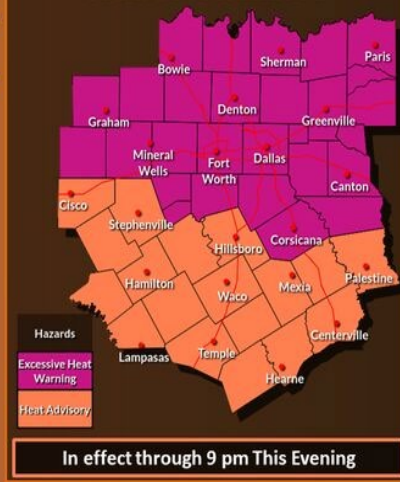 Bowie
Sherman
Paris
Graham
Denton
Greenville
Mineral
Wells
Fort
Worth
Dallas
Canton
Cisco
Stephenville
Hillsboro
Corsicana
Hamilton
Waco
Mexia
Palestine
Lampasas
Temple
Hearne
Centerville
Hazards
Excessive Heat
Warning
Heat Advisory
In effect through 9 pm This Evening